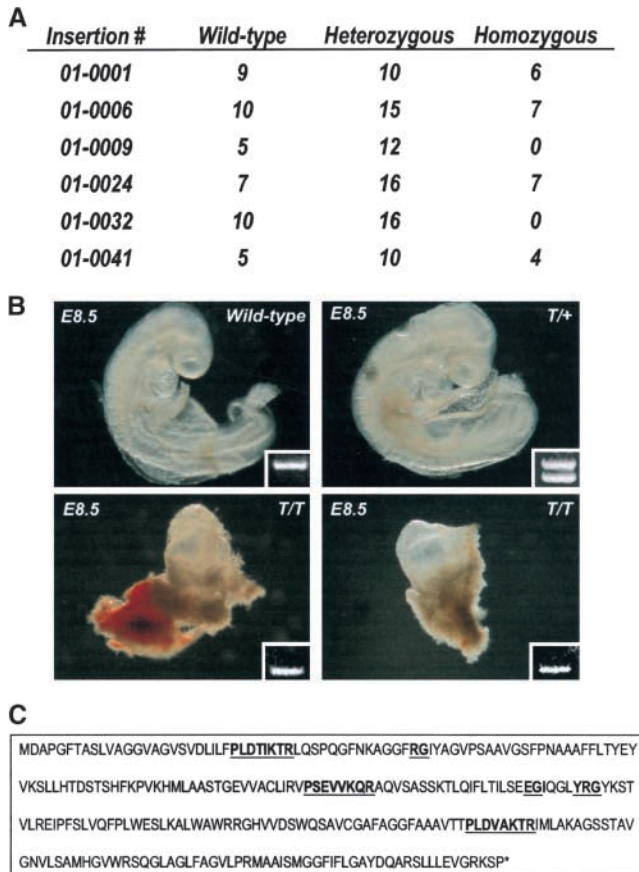 A
Insertion # Wild-type Heterozygous Homozygous
01-0001 9 10 6
01-0006 10 15 7
01-0009 5 12 0
01-0024 7 16 7
01-0032 10 16 0
01-0041 5 10 4
B
E8.5 Wild-type E8.5 T/+
E8.5 T/T E8.5 T/T
C
MDAPGFTASLVAGGVAGVSVDLILFPLDTIKTRLQSPQGFNKAGGFRGIYAGVPSAAVGSFPNAAAFFLTYEY
VKSLLHTDSTSHFKPVKHMLAASTGEVVACLIRVPSEVVKQRAQVSASSKTLQIFLTILSEEGIQGLYRGYKST
VLREIPFSLVQFPLWESLKALWAWRRGHVVDSWQSAVCGAFAGGFAAAVTTPLDVAKTRIMLAKAGSSTAV
GNVLSAMHGVWRSQGLAGLFAGVLPRMAAISMGGFIFLGAYDQARSLLLEVGRKSP*